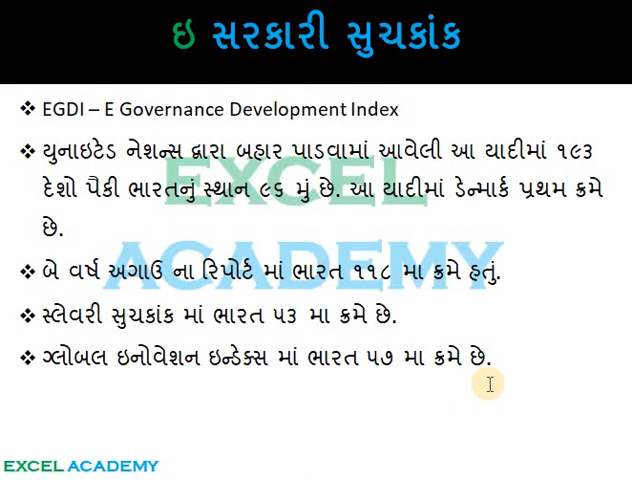 ઇ સરકારી સુચકાંક
❖ EGDI – E Governance Development Index
❖ યુનાઇટેડ નેશન્સ દ્વારા બહાર પાડવામાં આવેલી આ યાદીમાં ૧૯૩
દેશો પૈકી ભારતનું સ્થાન ૯૬ મું છે. આ યાદીમાં ડેન્માર્ક પ્રથમ ક્રમે
છે.
❖ બે વર્ષ અગાઉ ના રિપોર્ટ માં ભારત ૧૧૮ મા ક્રમે હતું.
❖ સ્લેવરી સુચકાંક માં ભારત ૫૩ મા ક્રમે છે.
❖ ગ્લોબલ ઇનોવેશન ઇન્ડેક્સ માં ભારત ૫૭ મા ક્રમે છે.
EXCEL
ACADEMY
EXCEL ACADEMY